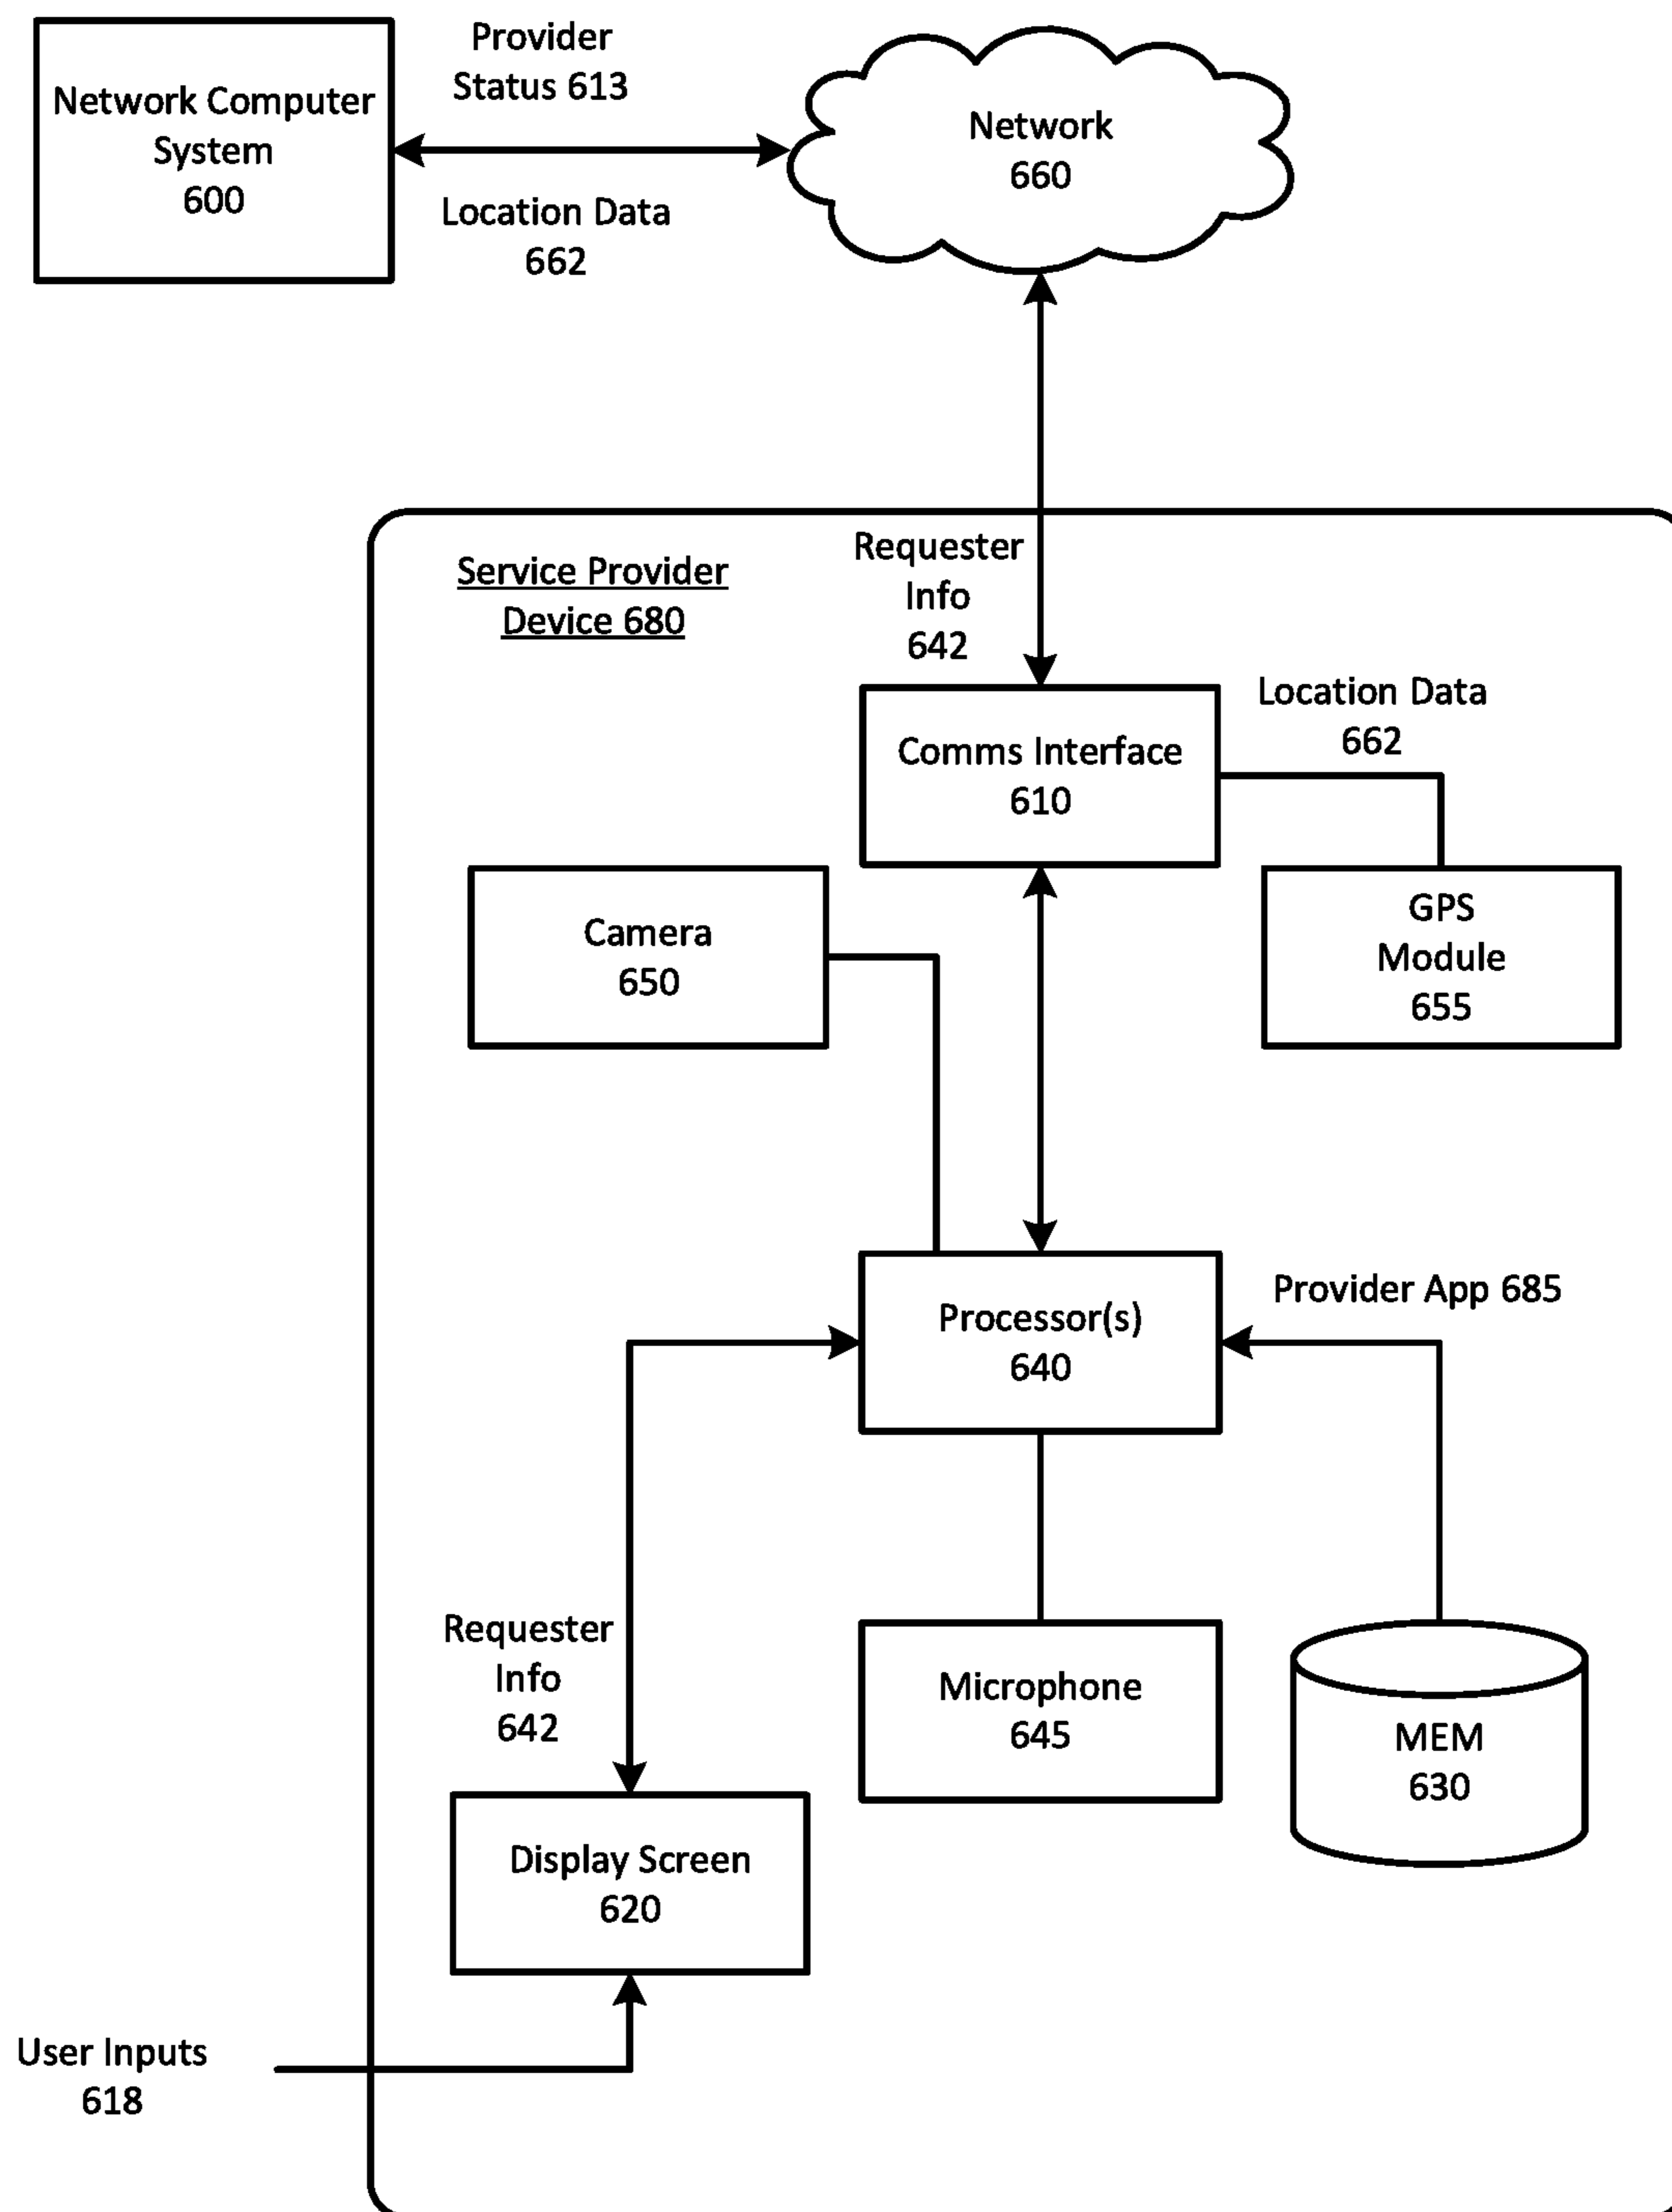 Provider
Status 613
Network Computer
System
600
Network
660
Location Data
662
Service Provider
Device 680
Requester
Info
642
Location Data
662
Comms Interface
610
Camera
650
GPS
Module
655
Provider App 685
Processor(s)
640
Requester
Info
642
Microphone
645
MEM
630
Display Screen
620
User Inputs
618